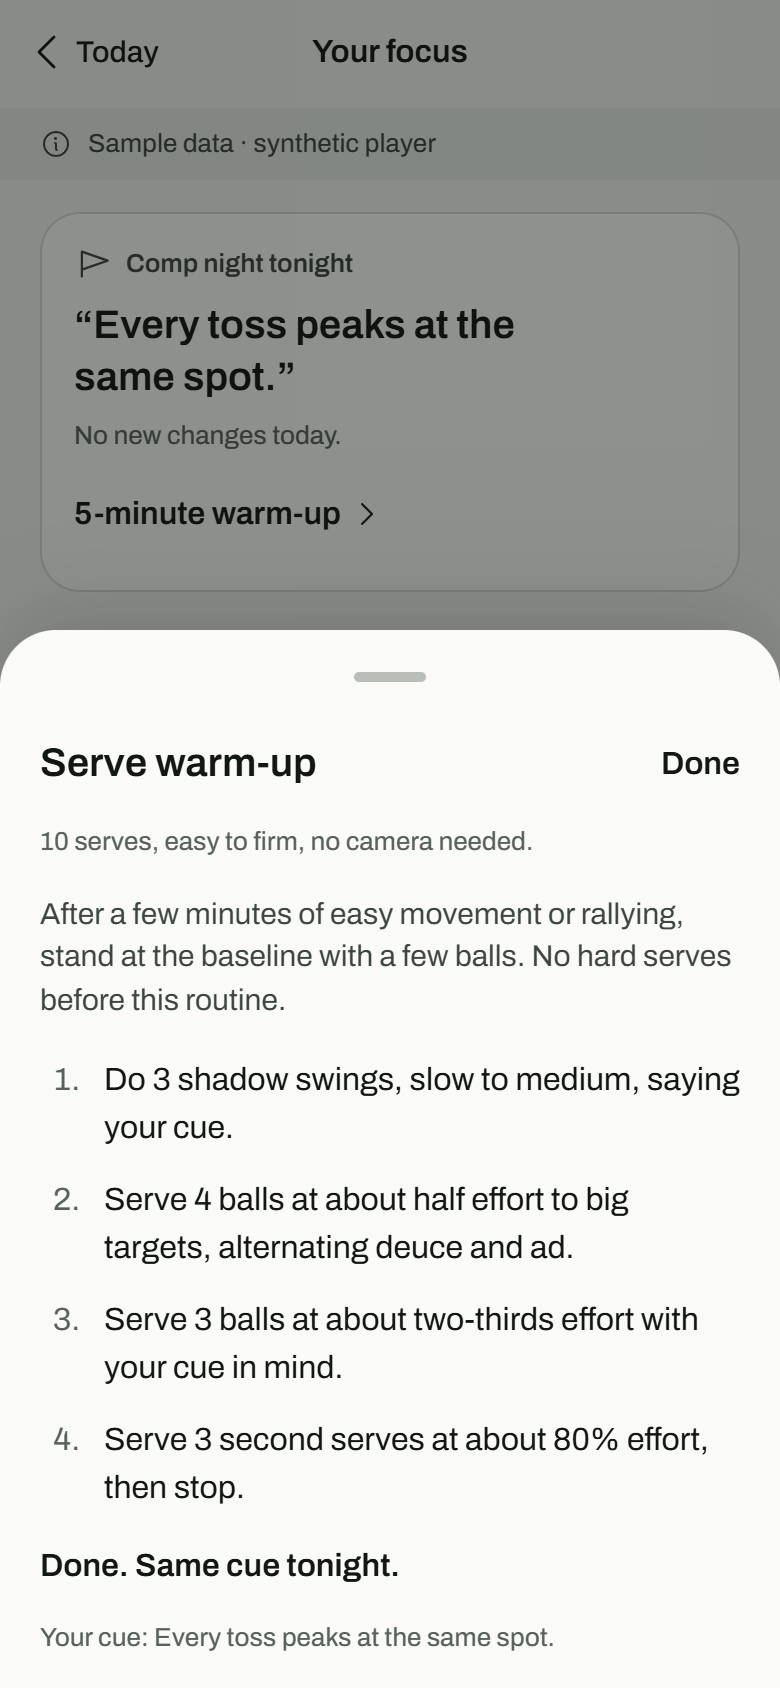 Today
Your focus
Sample data · synthetic player
Comp night tonight
“Every toss peaks at the
same spot.”
No new changes today.
5-minute warm-up
Serve warm-up
Done
10 serves, easy to firm, no camera needed.
After a few minutes of easy movement or rallying,
stand at the baseline with a few balls. No hard serves
before this routine.
1. Do 3 shadow swings, slow to medium, saying
your cue.
2. Serve 4 balls at about half effort to big
targets, alternating deuce and ad.
3. Serve 3 balls at about two-thirds effort with
your cue in mind.
4. Serve 3 second serves at about 80% effort,
then stop.
Done. Same cue tonight.
Your cue: Every toss peaks at the same spot.